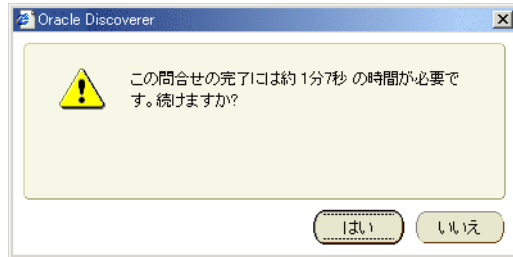 Oracle Discoverer
この問合せの完了には約 1分7秒 の時間が必要で
す。続けますか?
はい
いいえ